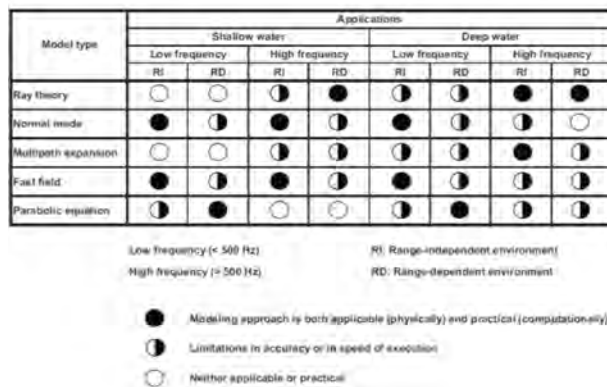 Applications
Model type
Shallow water Deep water
Low frequency High frequency Low frequency High frequency
RI RD RI RD RI RD RI RD
Ray theory
Normal mode
Multipath expansion
Fast field
Parabolic equation
Low frequency (< 500 Hz) RI: Range-independent environment
High frequency (> 500 Hz) RD: Range-dependent environment
Modeling approach is both applicable (physically) and practical (computationally)
Limitations in accuracy or in speed of execution
Neither applicable or practical